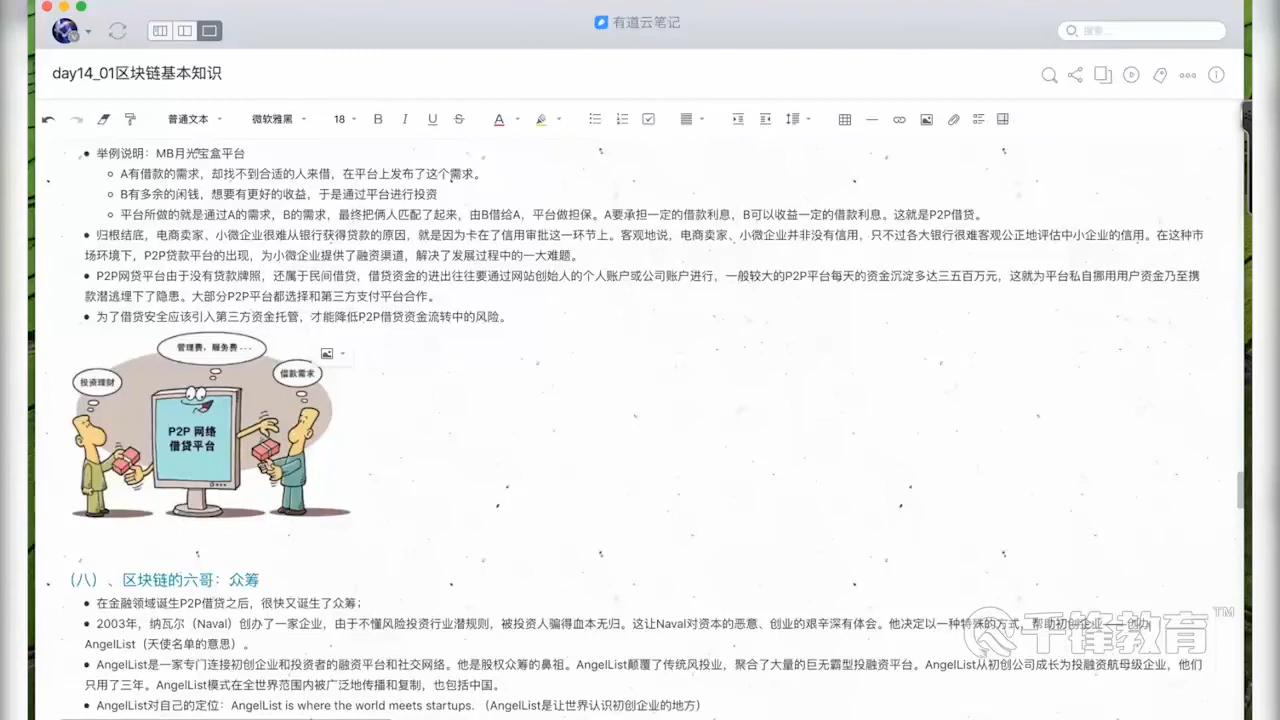 有道云笔记
搜索...
day14_01区块链基本知识
普通文本
微软雅黑
18
B I U S A
举例说明：MB月光宝盒平台
A有借款的需求，却找不到合适的人来借，在平台上发布了这个需求。
B有多余的闲钱，想要有更好的收益，于是通过平台进行投资
平台所做的就是通过A的需求，B的需求，最终把俩人匹配了起来，由B借给A，平台做担保。A要承担一定的借款利息，B可以收益一定的借款利息。这就是P2P借贷。
归根结底，电商卖家、小微企业很难从银行获得贷款的原因，就是因为卡在了信用审批这一环节上。客观地说，电商卖家、小微企业并非没有信用，只不过各大银行很难客观公正地评估中小企业的信用。在这种市
场环境下，P2P贷款平台的出现，为小微企业提供了融资渠道，解决了发展过程中的一大难题。
P2P网贷平台由于没有贷款牌照，还属于民间借贷，借贷资金的进出往往要通过网站创始人的个人账户或公司账户进行，一般较大的P2P平台每天的资金沉淀多达三五百万元，这就为平台私自挪用用户资金乃至携
款潜逃埋下了隐患。大部分P2P平台都选择和第三方支付平台合作。
为了借贷安全应该引入第三方资金托管，才能降低P2P借贷资金流转中的风险。
管理费，服务费···
投资理财
借款需求
P2P 网络
借贷平台
（八）、区块链的六哥：众筹
在金融领域诞生P2P借贷之后，很快又诞生了众筹；
2003年，纳瓦尔（Naval）创办了一家企业，由于不懂风险投资行业潜规则，被投资人骗得血本无归。这让Naval对资本的恶意、创业的艰辛深有体会。他决定以一种特殊的方式，帮助初创企业——创办
AngelList（天使名单的意思）。
千锋教育™
AngelList是一家专门连接初创企业和投资者的融资平台和社交网络。他是股权众筹的鼻祖。AngelList颠覆了传统风投业，聚合了大量的巨无霸型投融资平台。AngelList从初创公司成长为投融资航母级企业，他们
只用了三年。AngelList模式在全世界范围内被广泛地传播和复制，也包括中国。
AngelList对自己的定位：AngelList is where the world meets startups.（AngelList是让世界认识初创企业的地方）